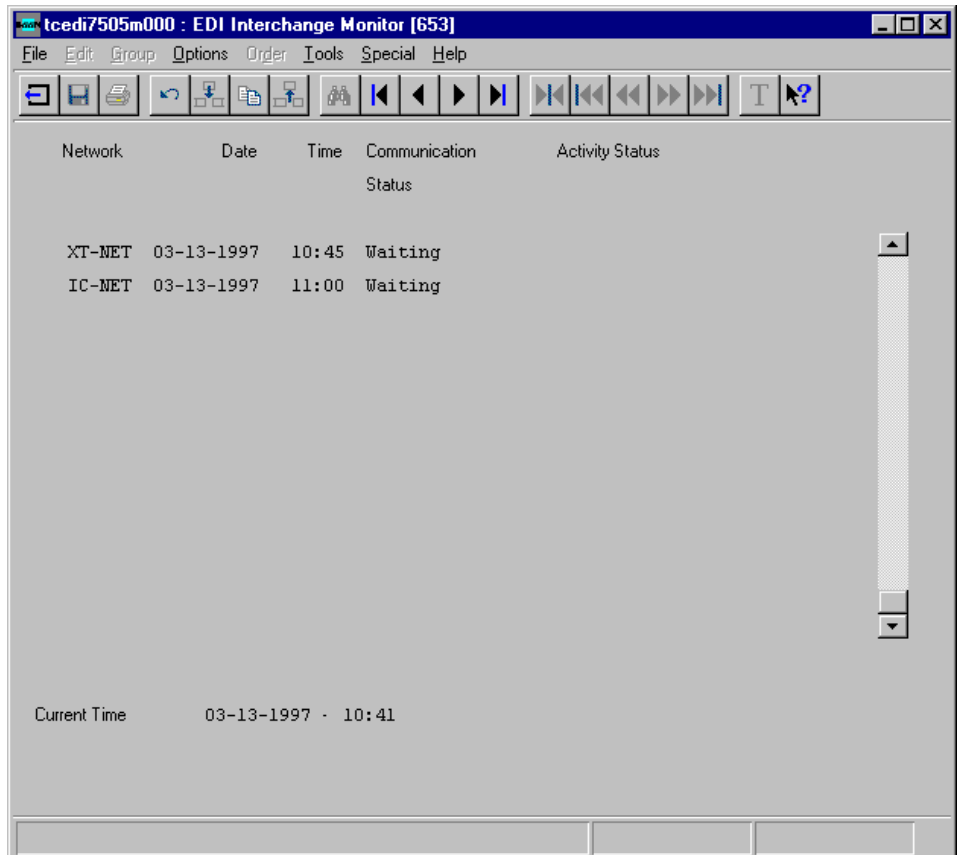 tcedi7505m000 : EDI Interchange Monitor [653]
File Edit Group Options Order Tools Special Help
T ?
Network Date Time Communication Activity Status
Status
XT-NET 03-13-1997 10:45 Waiting
IC-NET 03-13-1997 11:00 Waiting
Current Time 03-13-1997 - 10:41